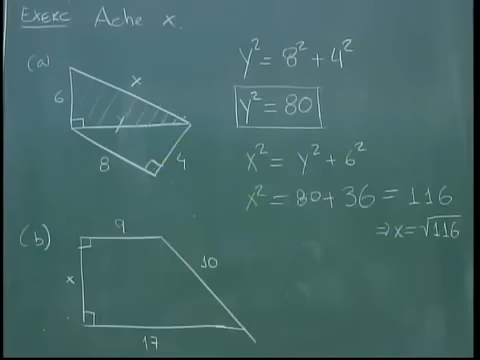 EXERC Ache x.
(a)
x
6
y
8
4
y² = 8² + 4²
y² = 80
x² = y² + 6²
x² = 80 + 36 = 116
⇒ x = √116
(b)
9
x
10
17